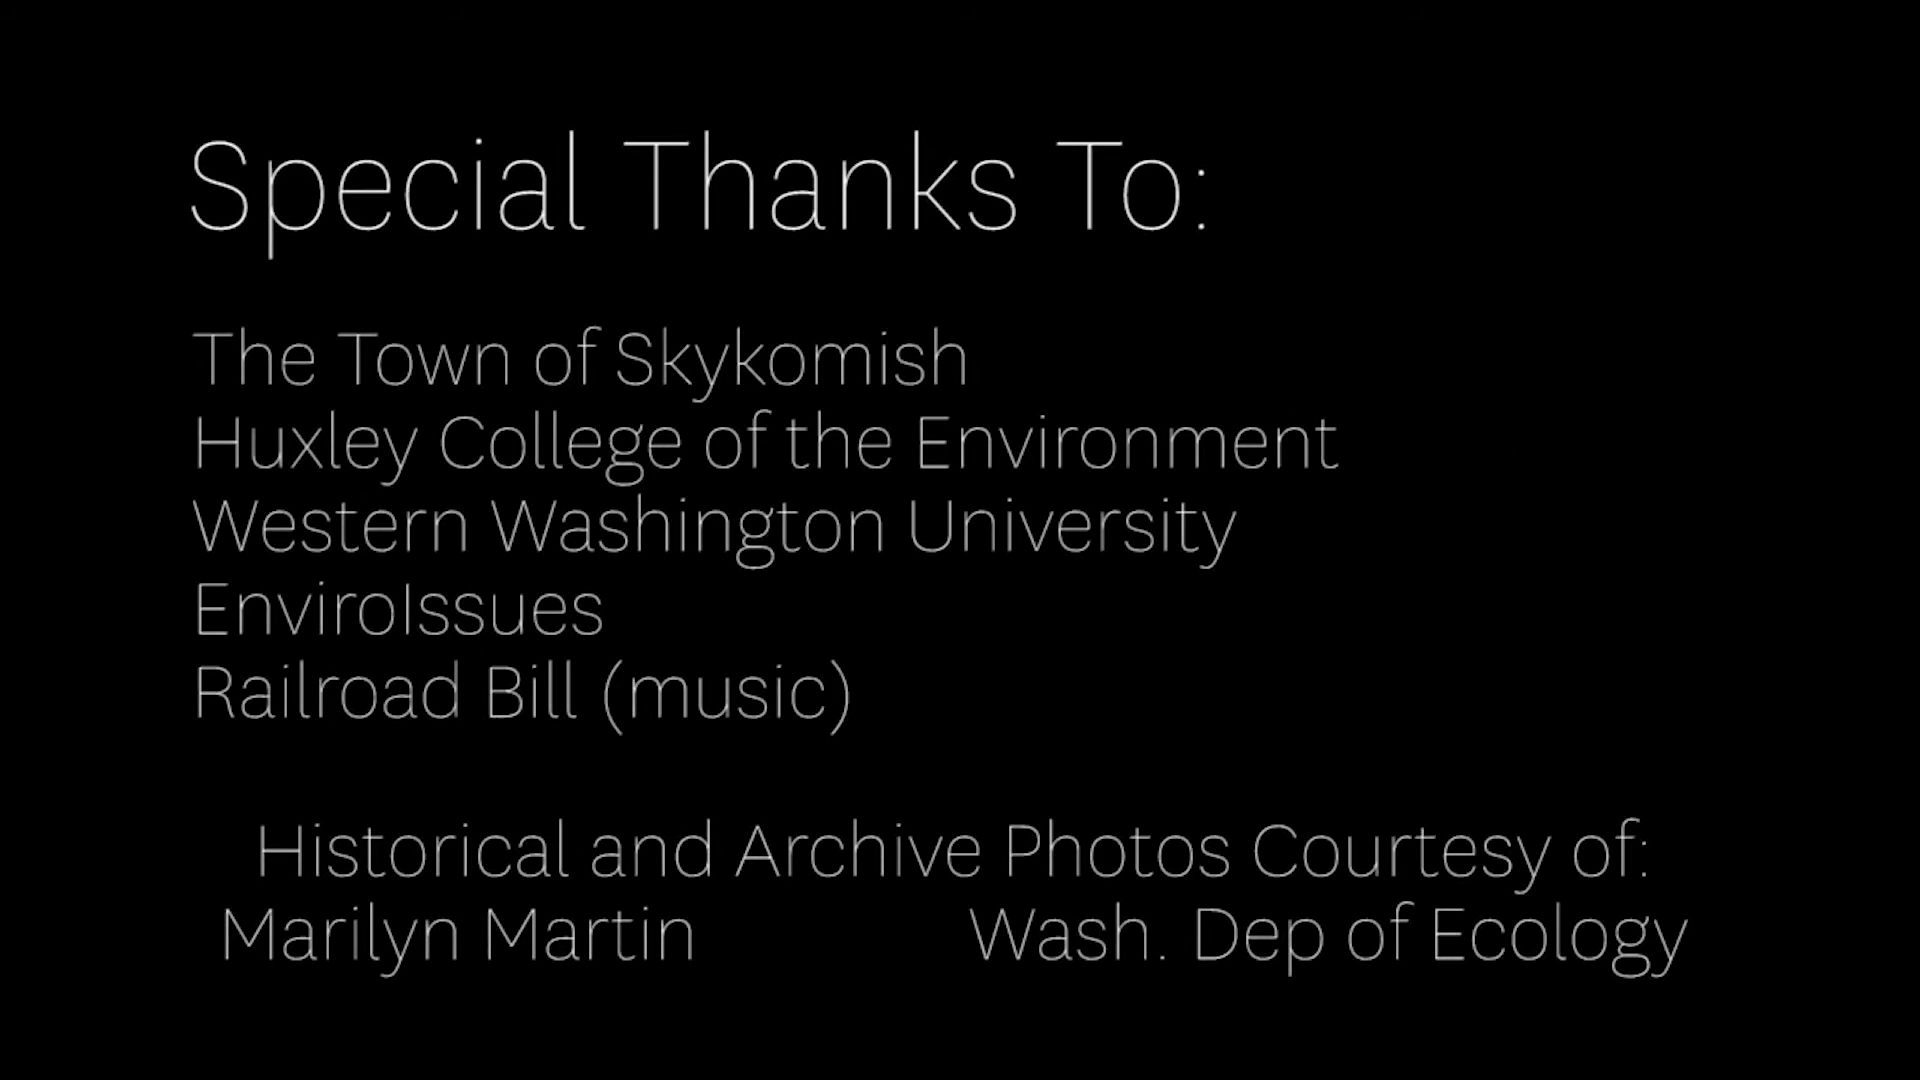 Special Thanks To:
The Town of Skykomish
Huxley College of the Environment
Western Washington University
EnviroIssues
Railroad Bill (music)
Historical and Archive Photos Courtesy of:
Marilyn Martin Wash. Dep of Ecology